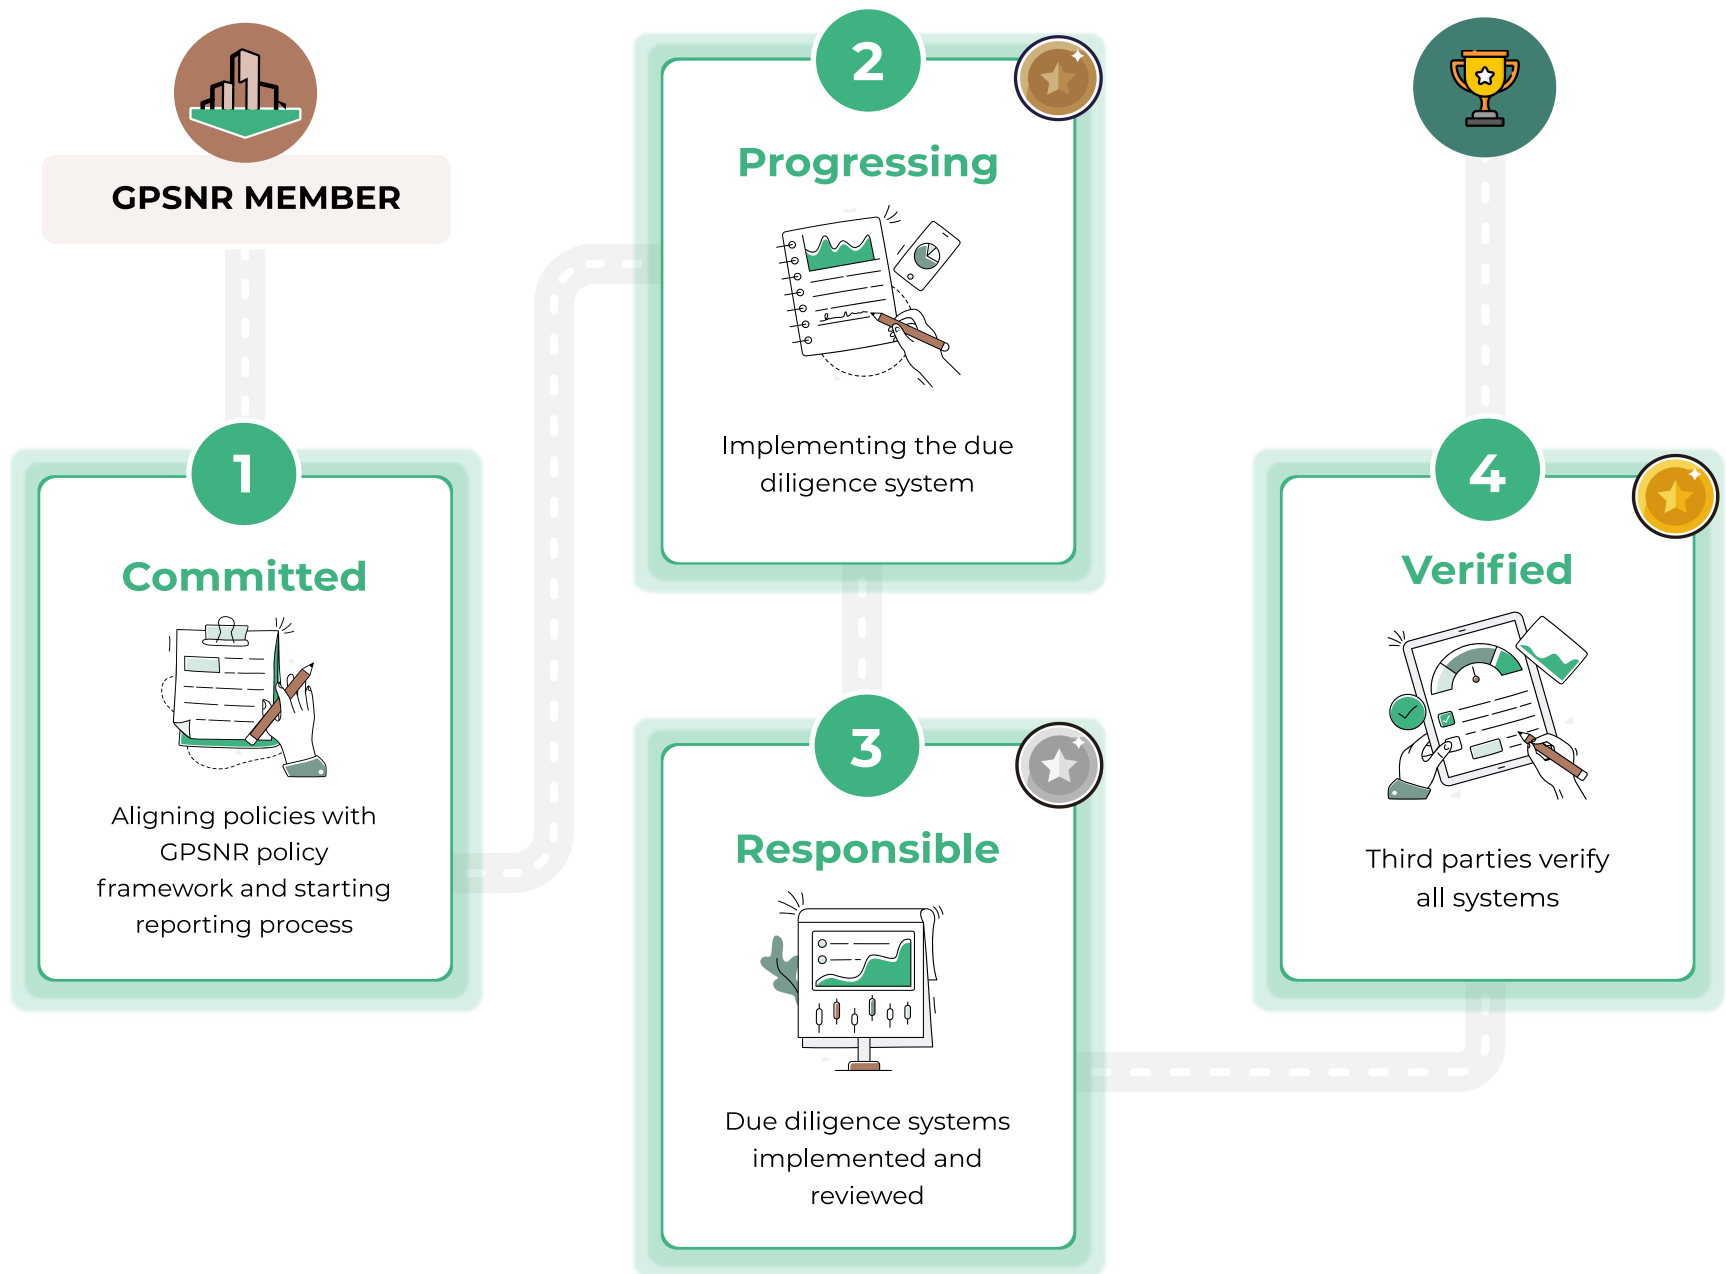 GPSNR MEMBER
1
Committed
Aligning policies with
GPSNR policy
framework and starting
reporting process
2
Progressing
Implementing the due
diligence system
3
Responsible
Due diligence systems
implemented and
reviewed
4
Verified
Third parties verify
all systems